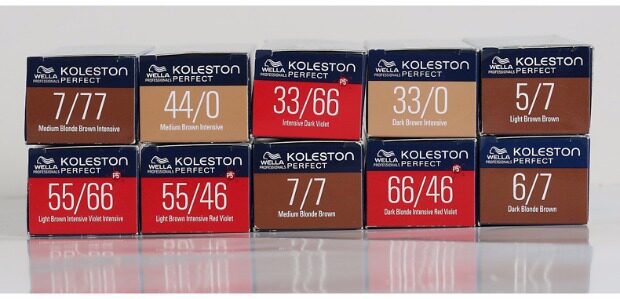 WELLA PROFESSIONALS KOLESTON PERFECT
7/77
Medium Blonde Brown Intensive
WELLA PROFESSIONALS KOLESTON PERFECT
44/0
Medium Brown Intensive
WELLA PROFESSIONALS KOLESTON PERFECT
PS
33/66
Intensive Dark Violet
WELLA PROFESSIONALS KOLESTON PERFECT
33/0
Dark Brown Intensive
WELLA PROFESSIONALS KOLESTON PERFECT
5/7
Light Brown Brown
WELLA PROFESSIONALS KOLESTON PERFECT
PS
55/66
Light Brown Intensive Violet Intensive
WELLA PROFESSIONALS KOLESTON PERFECT
PS
55/46
Light Brown Intensive Red Violet
WELLA PROFESSIONALS KOLESTON PERFECT
7/7
Medium Blonde Brown
WELLA PROFESSIONALS KOLESTON PERFECT
PS
66/46
Dark Blonde Intensive Red Violet
WELLA PROFESSIONALS KOLESTON PERFECT
6/7
Dark Blonde Brown